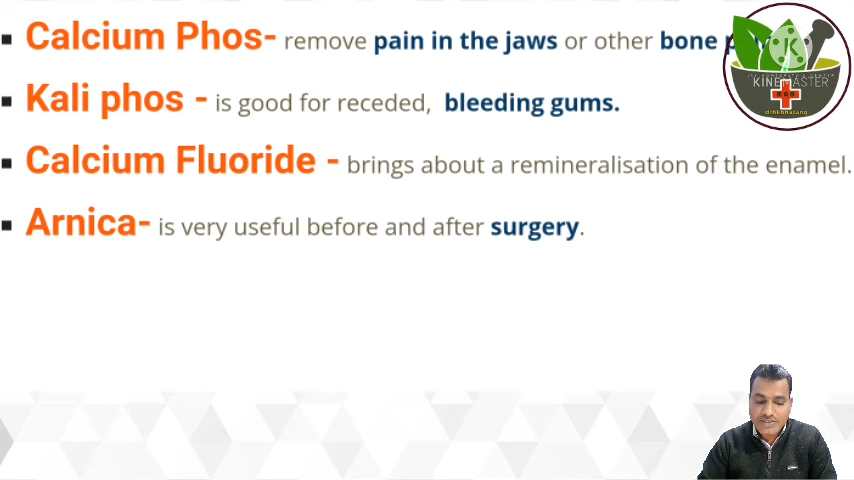 Calcium Phos- remove pain in the jaws or other bone
Kali phos - is good for receded, bleeding gums.
Calcium Fluoride - brings about a remineralisation of the enamel.
Arnica- is very useful before and after surgery.
KINEMASTER
drhkbhalang